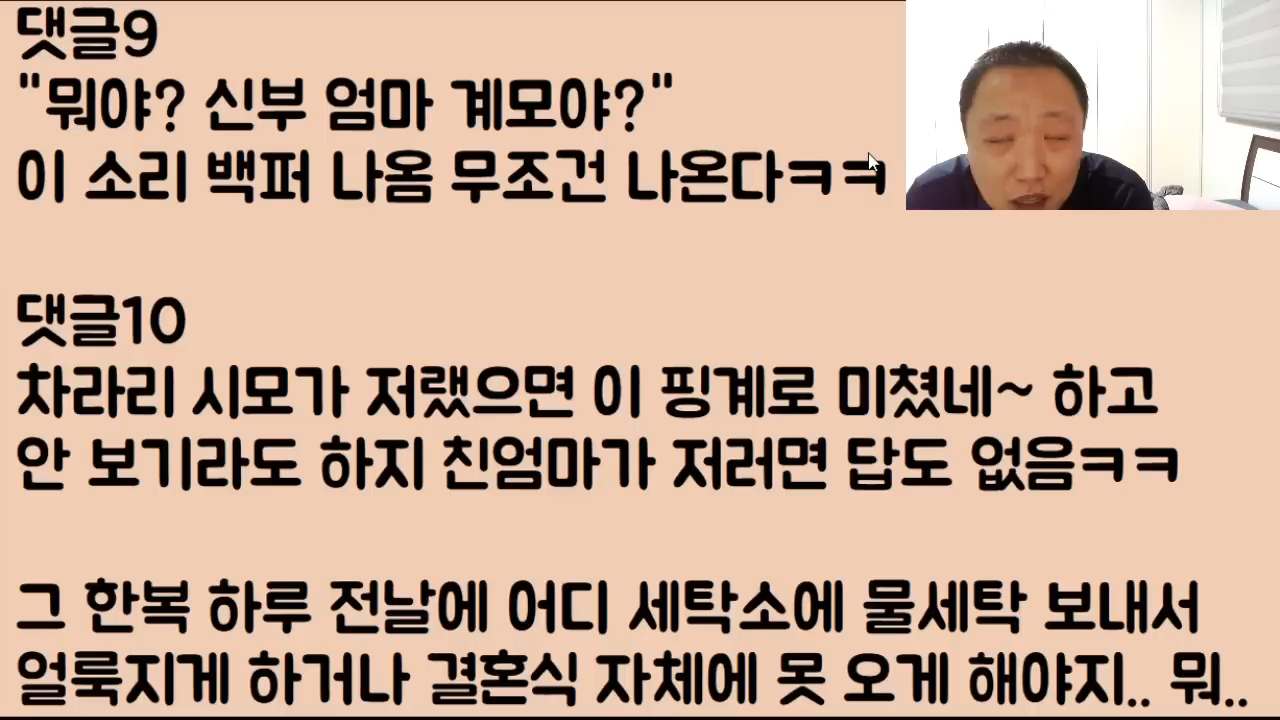 댓글9
"뭐야? 신부 엄마 계모야?"
이 소리 백퍼 나옴 무조건 나온다ㅋㅋ
댓글10
차라리 시모가 저랬으면 이 핑계로 미쳤네~ 하고
안 보기라도 하지 친엄마가 저러면 답도 없음ㅋㅋ
그 한복 하루 전날에 어디 세탁소에 물세탁 보내서
얼룩지게 하거나 결혼식 자체에 못 오게 해야지.. 뭐..